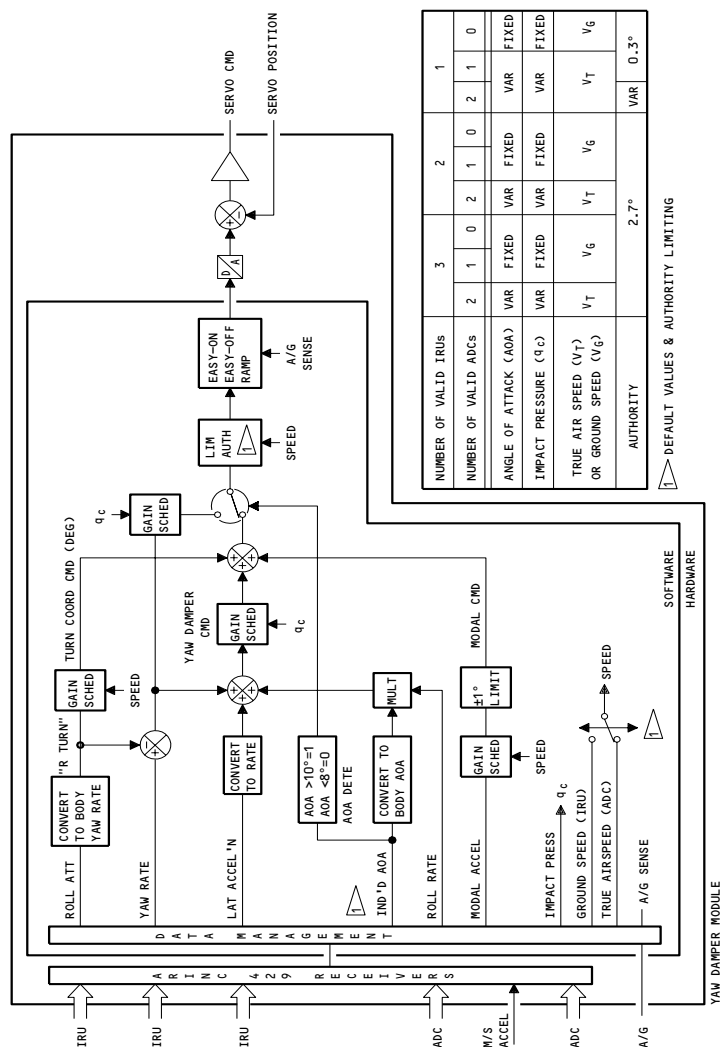 IRU
IRU
IRU
ADC
M/S
ACCEL
ADC
A/G
ARINC 429 RECEIVERS
DATA MANAGEMENT
ROLL ATT
YAW RATE
LAT ACCEL'N
IND'D AOA
1
ROLL RATE
MODAL ACCEL
IMPACT PRESS
qc
GROUND SPEED (IRU)
TRUE AIRSPEED (ADC)
A/G SENSE
CONVERT
TO BODY
YAW RATE
"R TURN"
GAIN
SCHED
SPEED
TURN COORD CMD (DEG)
+
-
CONVERT
TO RATE
AOA >10°=1
AOA <8°=0
AOA DETE
CONVERT TO
BODY AOA
MULT
GAIN
SCHED
SPEED
±1°
LIMIT
MODAL CMD
+
+
+
YAW DAMPER
CMD
GAIN
SCHED
qc
+
+
+
qc
GAIN
SCHED
LIM
AUTH
1
SPEED
EASY-ON
EASY-OFF
RAMP
A/G
SENSE
D
A
+
-
SERVO CMD
SERVO POSITION
SPEED
1
SOFTWARE
HARDWARE
YAW DAMPER MODULE
NUMBER OF VALID IRUs 3 2 1
NUMBER OF VALID ADCs 2 1 0 2 1 0 2 1 0
ANGLE OF ATTACK (AOA) VAR FIXED VAR FIXED VAR FIXED
IMPACT PRESSURE (qc) VAR FIXED VAR FIXED VAR FIXED
TRUE AIR SPEED (VT)
OR GROUND SPEED (VG) VT VG VT VG VT VG
AUTHORITY 2.7° VAR 0.3°
1 DEFAULT VALUES & AUTHORITY LIMITING